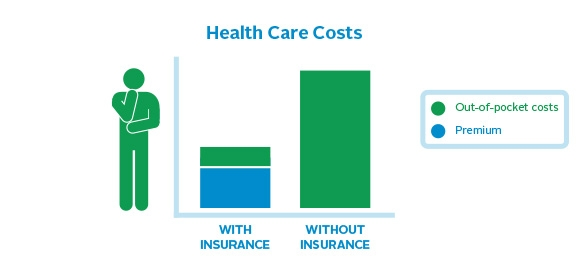 Health Care Costs
Out-of-pocket costs
Premium
WITH
INSURANCE
WITHOUT
INSURANCE